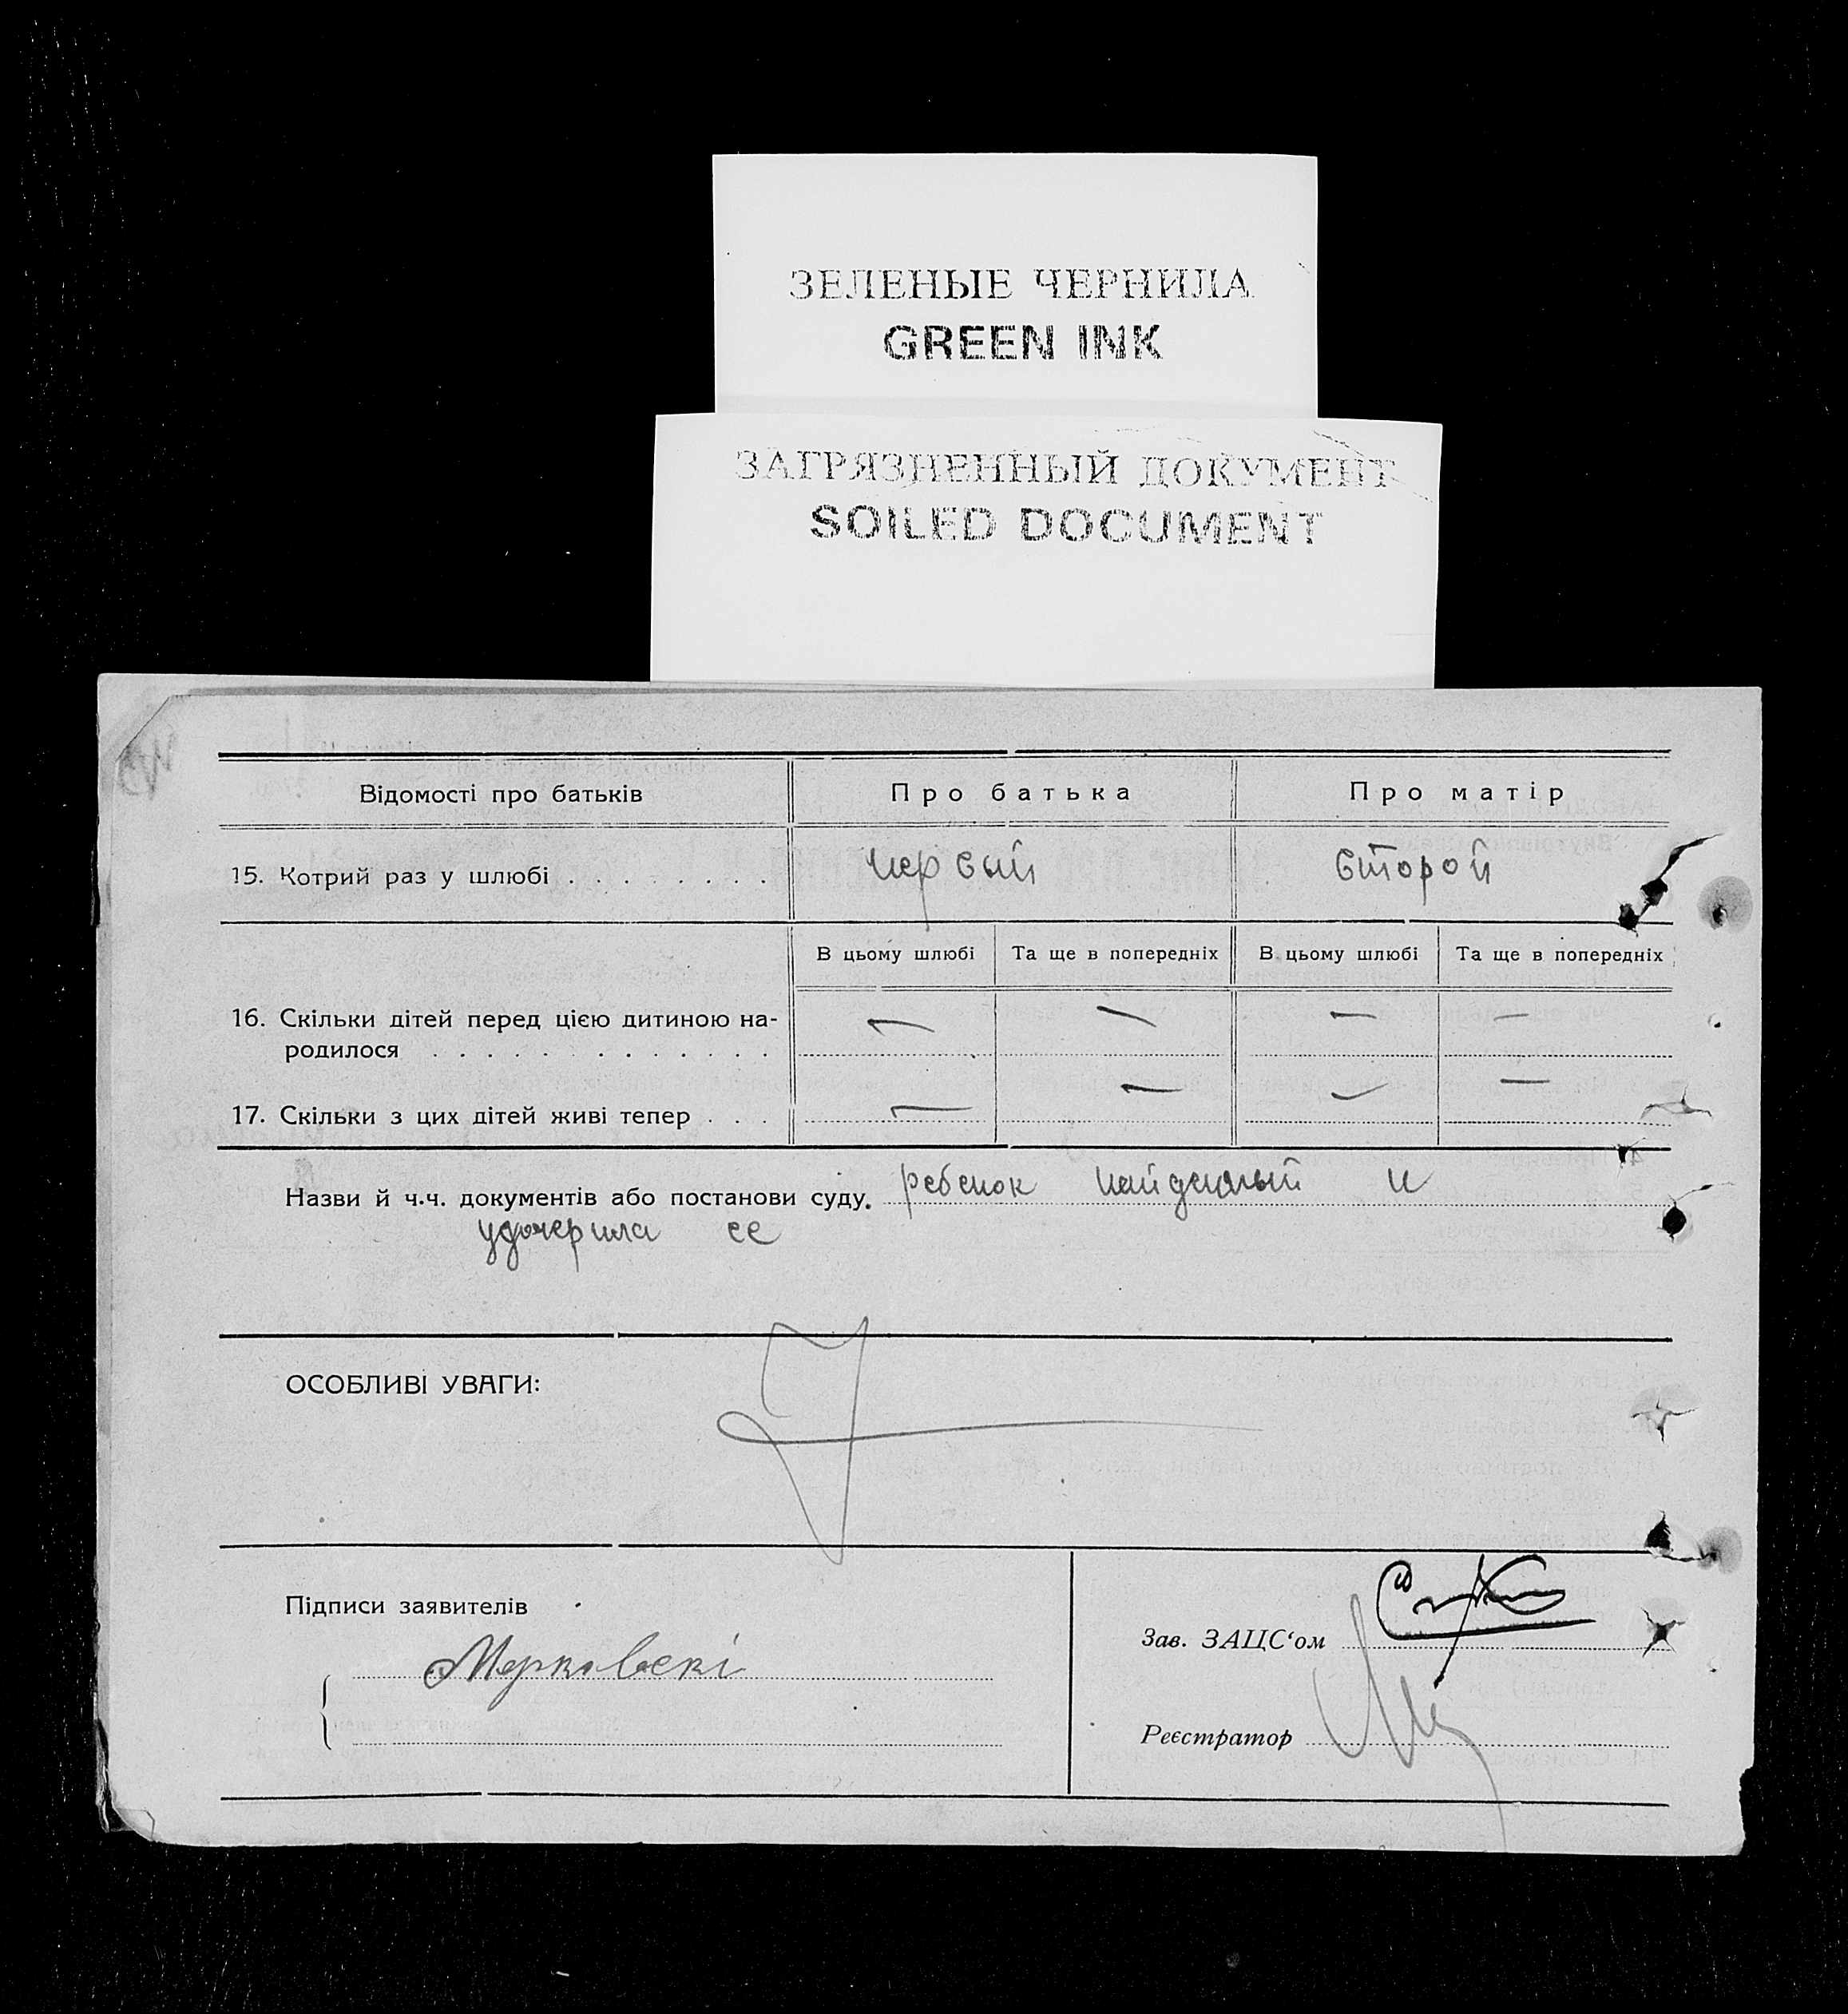 ЗЕЛЕНЫЕ ЧЕРНИЛА
GREEN INK
ЗАГРЯЗНЕННЫЙ ДОКУМЕНТ
SOILED DOCUMENT
Відомості про батьків Про батька Про матір
15. Котрий раз у шлюбі . . . . . . . . первый второй
В цьому шлюбі Та ще в попередніх В цьому шлюбі Та ще в попередніх
16. Скільки дітей перед цією дитиною на- — — — —
родилося . . . . . . . . . . . . .
17. Скільки з цих дітей живі тепер . . . — — — —
Назви й ч.ч. документів або постанови суду. ребенок найденый и
удочерила ее
ОСОБЛИВІ УВАГИ:
Підписи заявителів
Зав. ЗАЦС‘ом
Реєстратор